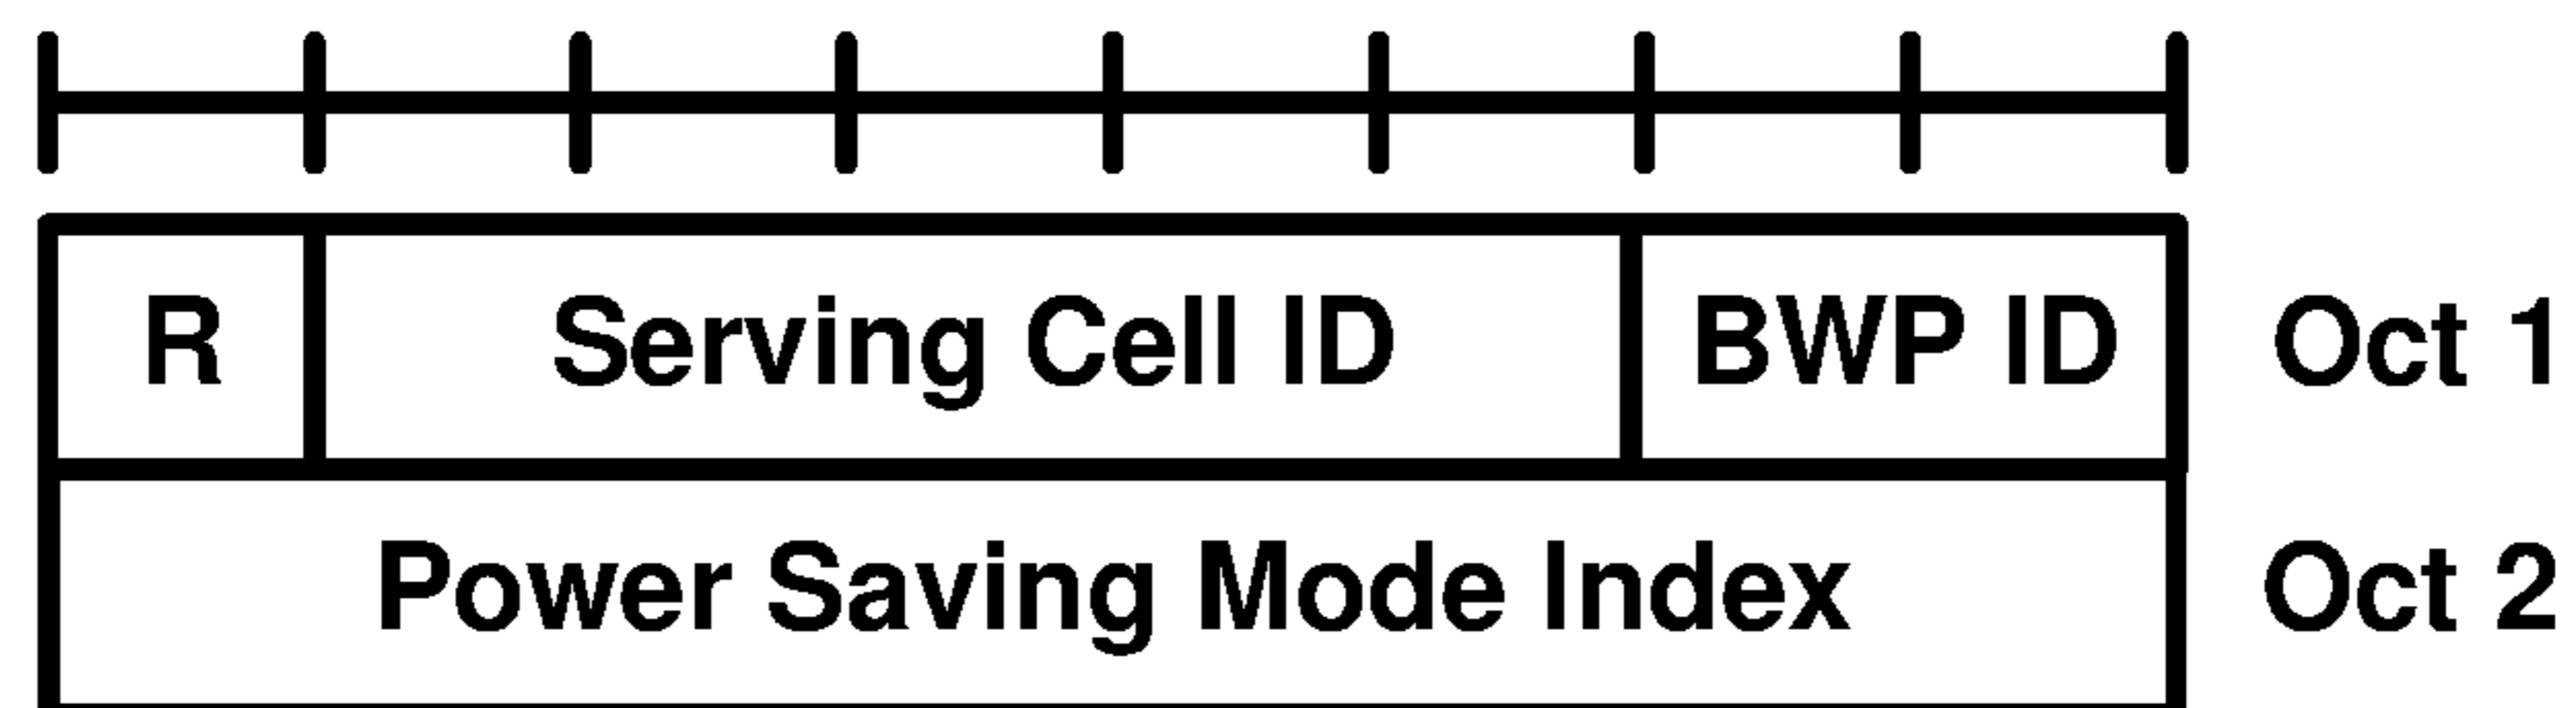 R Serving Cell ID BWP ID Oct 1
Power Saving Mode Index Oct 2